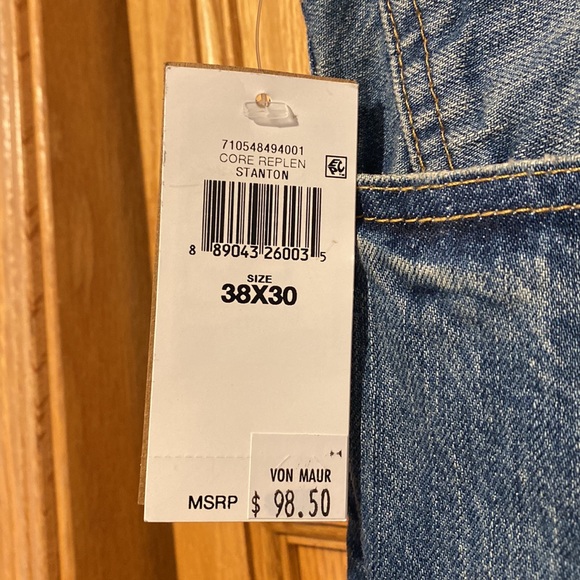 710548494001
CORE REPLEN
STANTON
8 89043 26003 5
SIZE
38X30
VON MAUR
MSRP $ 98.50